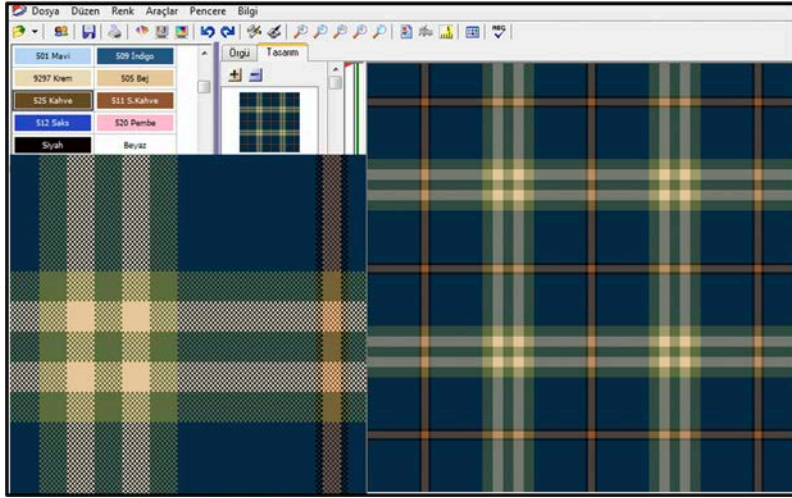 Dosya Düzen Renk Araçlar Pencere Bilgi
ABC
Örgü Tasarım
501 Mavi 509 İndigo
9297 Krem 505 Bej
525 Kahve 511 S.Kahve
512 Saks 520 Pembe
Siyah Beyaz